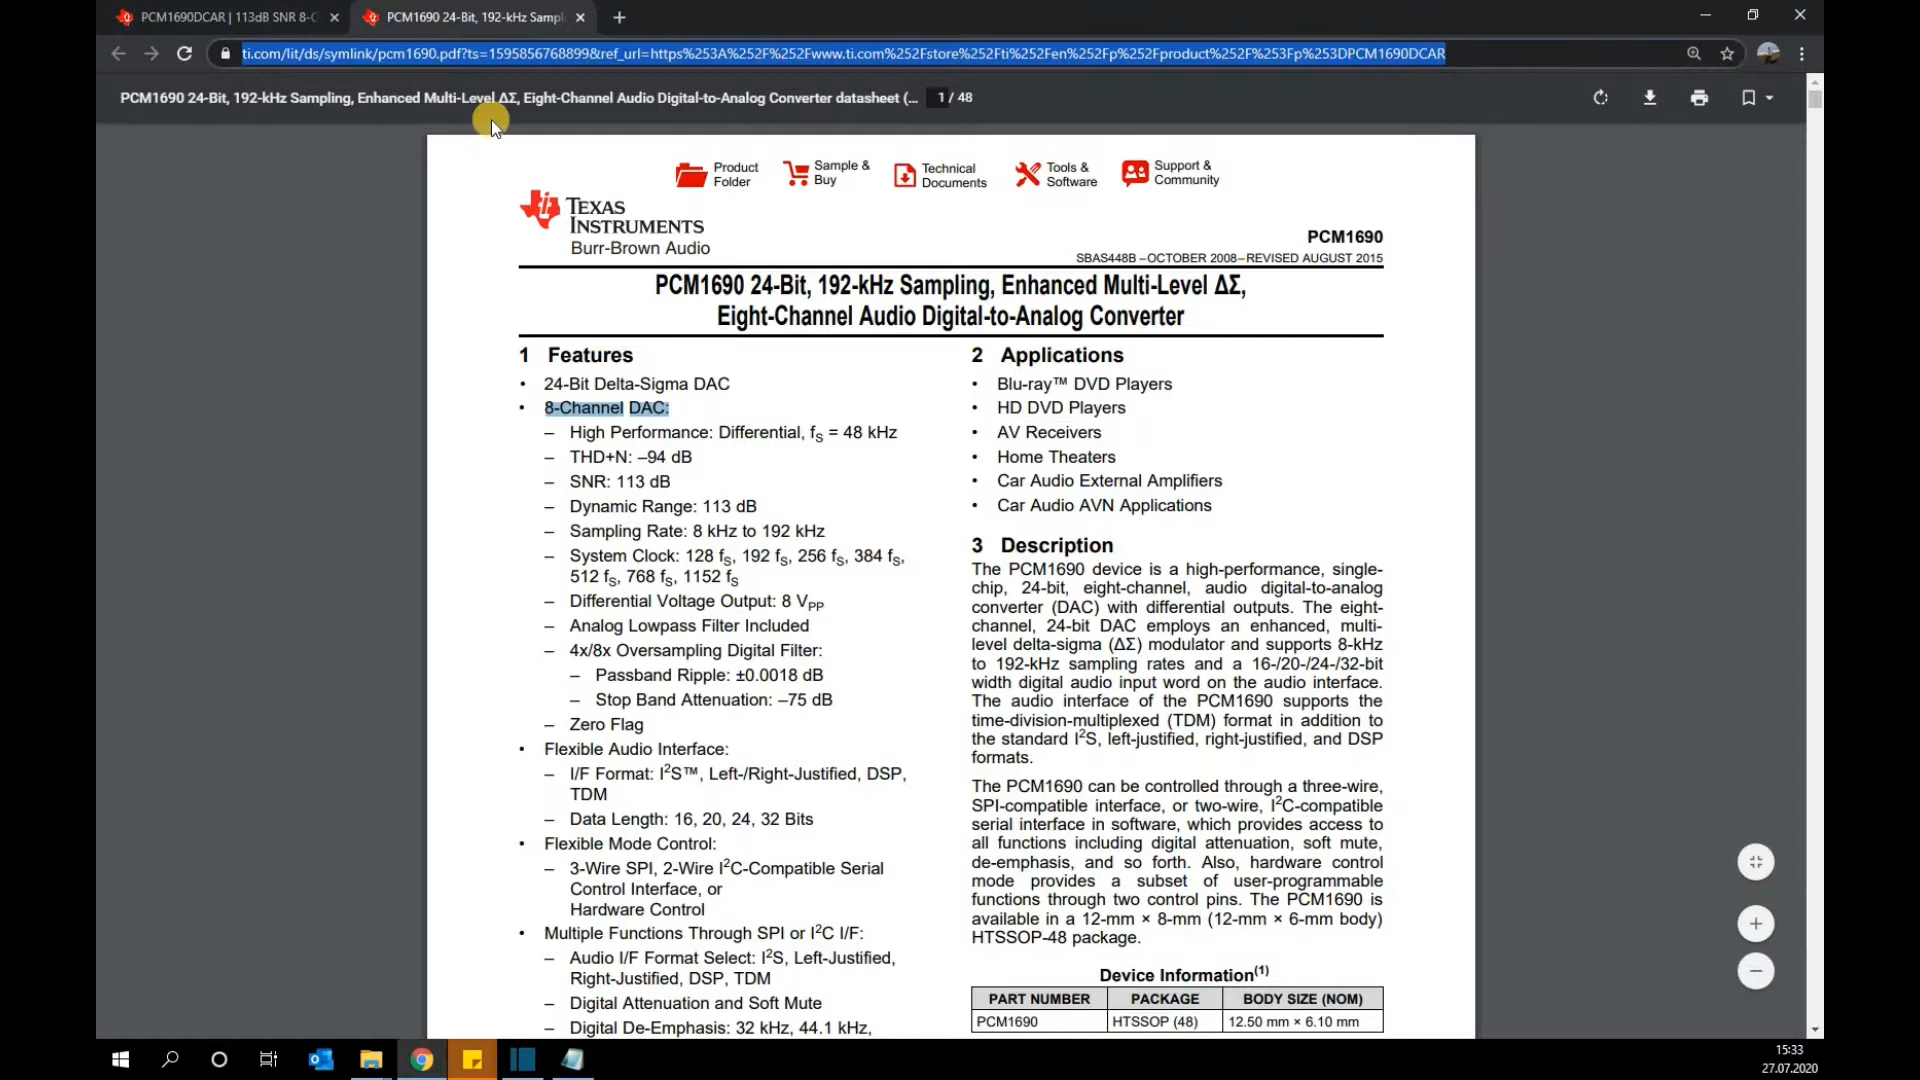 PCM1690DCAR | 113dB SNR 8-C
PCM1690 24-Bit, 192-kHz Sampl
ti.com/lit/ds/symlink/pcm1690.pdf?ts=1595856768899&ref_url=https%253A%252F%252Fwww.ti.com%252Fstore%252Fti%252Fen%252Fp%252Fproduct%252F%253Fp%253DPCM1690DCAR
PCM1690 24-Bit, 192-kHz Sampling, Enhanced Multi-Level ΔΣ, Eight-Channel Audio Digital-to-Analog Converter datasheet (...
1 / 48
Product
Folder
Sample &
Buy
Technical
Documents
Tools &
Software
Support &
Community
TEXAS
INSTRUMENTS
Burr-Brown Audio
PCM1690
SBAS448B –OCTOBER 2008–REVISED AUGUST 2015
PCM1690 24-Bit, 192-kHz Sampling, Enhanced Multi-Level ΔΣ,
Eight-Channel Audio Digital-to-Analog Converter
1 Features
• 24-Bit Delta-Sigma DAC
• 8-Channel DAC:
– High Performance: Differential, fS = 48 kHz
– THD+N: –94 dB
– SNR: 113 dB
– Dynamic Range: 113 dB
– Sampling Rate: 8 kHz to 192 kHz
– System Clock: 128 fS, 192 fS, 256 fS, 384 fS,
512 fS, 768 fS, 1152 fS
– Differential Voltage Output: 8 VPP
– Analog Lowpass Filter Included
– 4x/8x Oversampling Digital Filter:
– Passband Ripple: ±0.0018 dB
– Stop Band Attenuation: –75 dB
– Zero Flag
• Flexible Audio Interface:
– I/F Format: I2S™, Left-/Right-Justified, DSP,
TDM
– Data Length: 16, 20, 24, 32 Bits
• Flexible Mode Control:
– 3-Wire SPI, 2-Wire I2C-Compatible Serial
Control Interface, or
Hardware Control
• Multiple Functions Through SPI or I2C I/F:
– Audio I/F Format Select: I2S, Left-Justified,
Right-Justified, DSP, TDM
– Digital Attenuation and Soft Mute
– Digital De-Emphasis: 32 kHz, 44.1 kHz,
2 Applications
• Blu-ray™ DVD Players
• HD DVD Players
• AV Receivers
• Home Theaters
• Car Audio External Amplifiers
• Car Audio AVN Applications
3 Description
The PCM1690 device is a high-performance, single-
chip, 24-bit, eight-channel, audio digital-to-analog
converter (DAC) with differential outputs. The eight-
channel, 24-bit DAC employs an enhanced, multi-
level delta-sigma (ΔΣ) modulator and supports 8-kHz
to 192-kHz sampling rates and a 16-/20-/24-/32-bit
width digital audio input word on the audio interface.
The audio interface of the PCM1690 supports the
time-division-multiplexed (TDM) format in addition to
the standard I2S, left-justified, right-justified, and DSP
formats.
The PCM1690 can be controlled through a three-wire,
SPI-compatible interface, or two-wire, I2C-compatible
serial interface in software, which provides access to
all functions including digital attenuation, soft mute,
de-emphasis, and so forth. Also, hardware control
mode provides a subset of user-programmable
functions through two control pins. The PCM1690 is
available in a 12-mm × 8-mm (12-mm × 6-mm body)
HTSSOP-48 package.
Device Information(1)
PART NUMBER PACKAGE BODY SIZE (NOM)
PCM1690 HTSSOP (48) 12.50 mm × 6.10 mm
15:33
27.07.2020